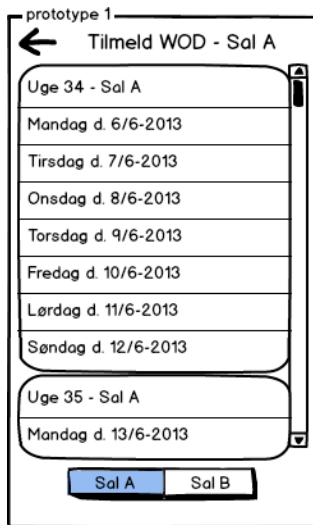 prototype 1
Tilmeld WOD - Sal A
Uge 34 - Sal A
Mandag d. 6/6-2013
Tirsdag d. 7/6-2013
Onsdag d. 8/6-2013
Torsdag d. 9/6-2013
Fredag d. 10/6-2013
Lørdag d. 11/6-2013
Søndag d. 12/6-2013
Uge 35 - Sal A
Mandag d. 13/6-2013
Sal A Sal B